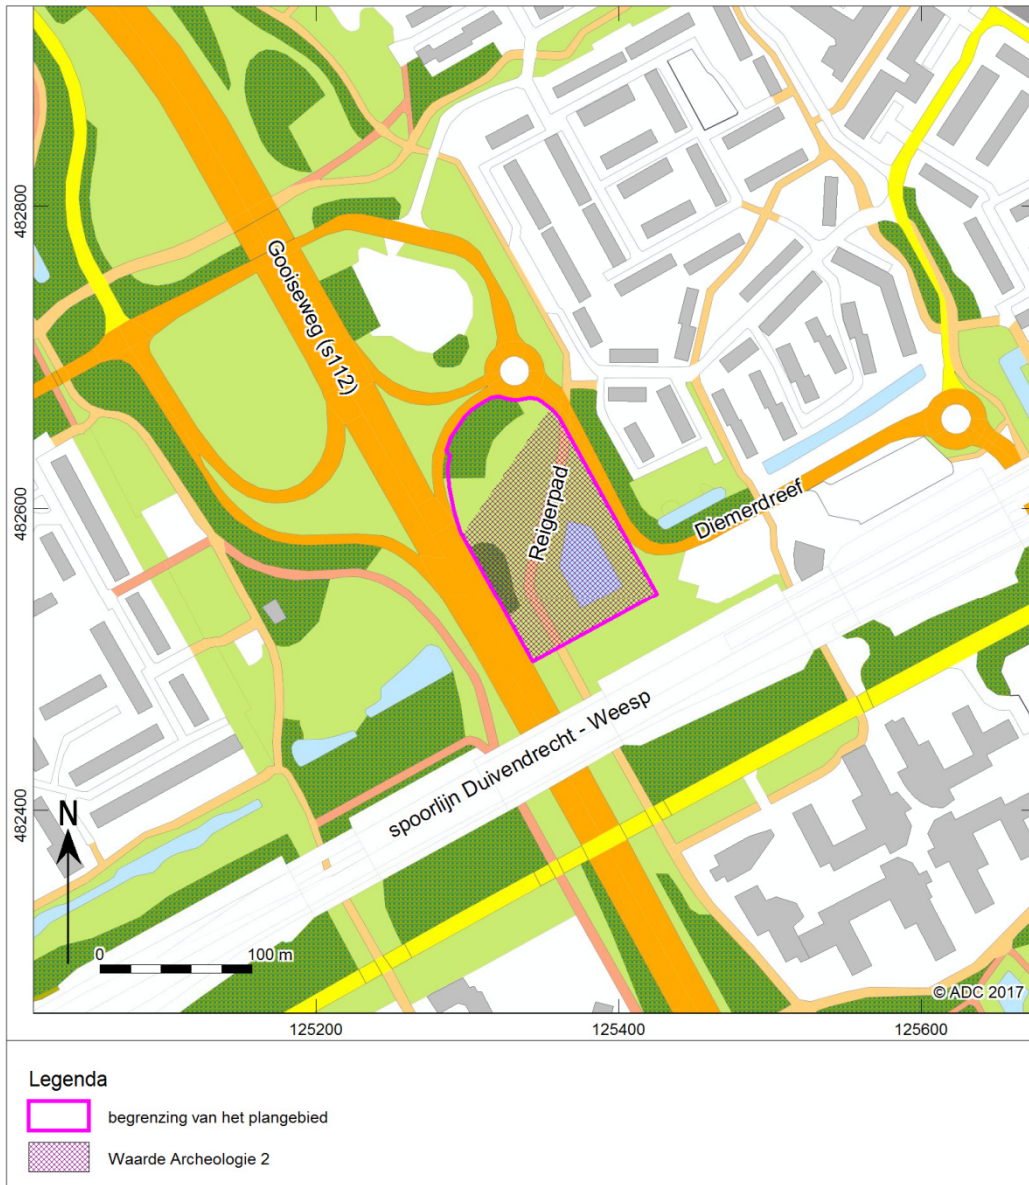 482800
482600
482400
Gooiseweg (s112)
Reigerpad
Diemerdreef
spoorlijn Duivendrecht - Weesp
N
0 100 m
© ADC 2017
125200 125400 125600
Legenda
begrenzing van het plangebied
Waarde Archeologie 2